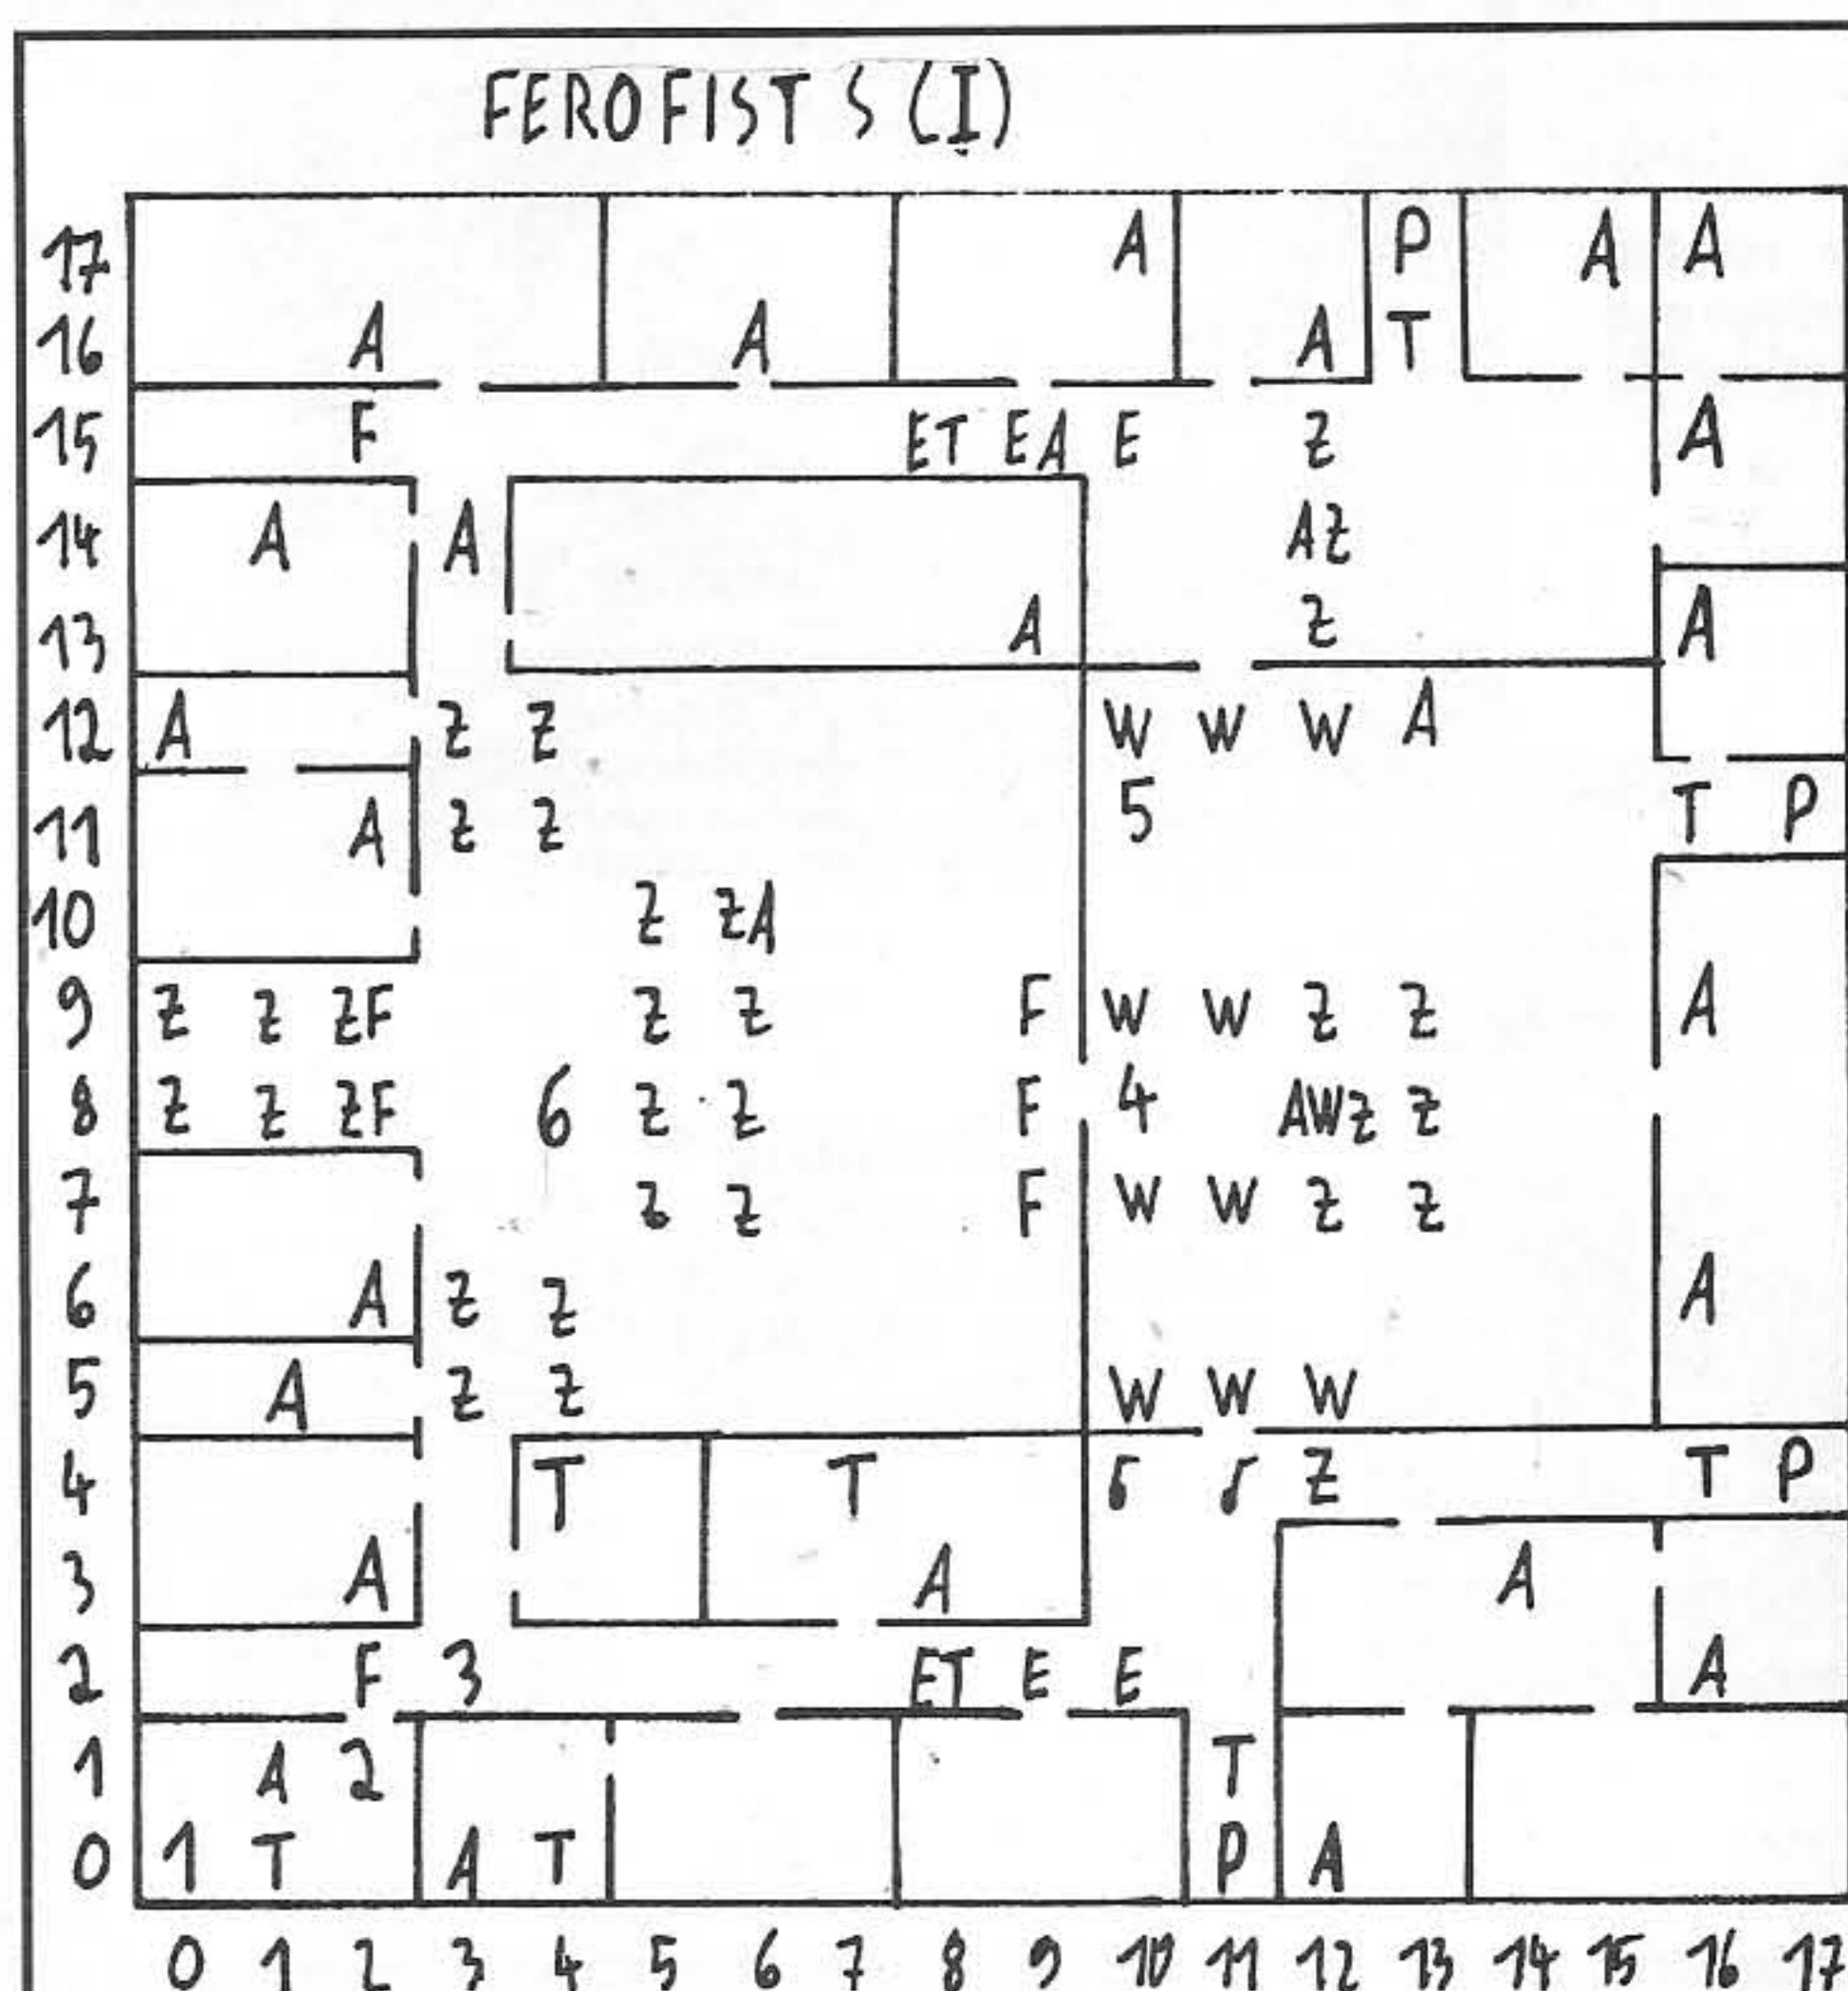 FEROFIST S (I)
17 A P A A
16 A A A T
15 F ET EA E Z A
14 A A AZ
13 A Z A
12 A Z Z W W W A
11 A Z Z 5 T P
10 Z ZA
9 Z Z ZF Z Z F W W Z Z A
8 Z Z ZF 6 Z Z F 4 AWZ Z
7 Z Z F W W Z Z
6 A Z Z A
5 A Z Z W W W
4 T T Z T P
3 A A A
2 F 3 ET E E A
1 A 2 T
0 1 T A T P A
0 1 2 3 4 5 6 7 8 9 10 11 12 13 14 15 16 17